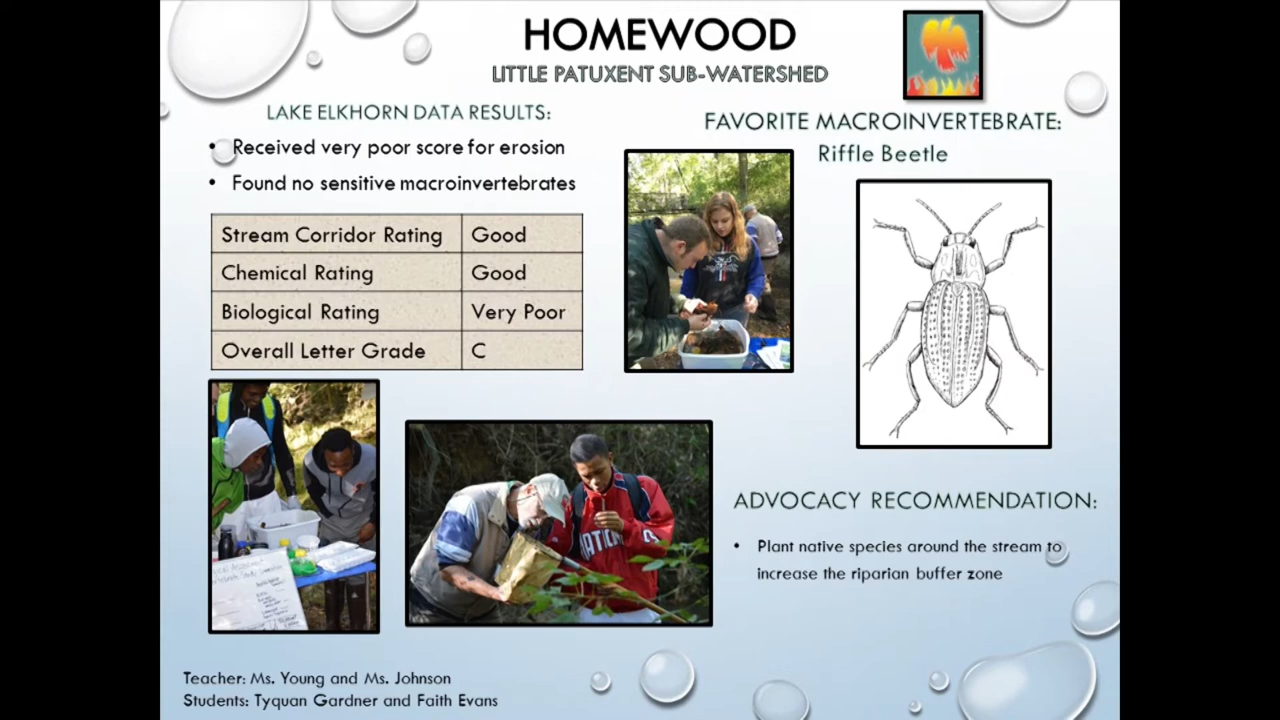 HOMEWOOD
LITTLE PATUXENT SUB-WATERSHED
LAKE ELKHORN DATA RESULTS:
• Received very poor score for erosion
• Found no sensitive macroinvertebrates
Stream Corridor Rating Good
Chemical Rating Good
Biological Rating Very Poor
Overall Letter Grade C
FAVORITE MACROINVERTEBRATE:
Riffle Beetle
ADVOCACY RECOMMENDATION:
• Plant native species around the stream to
increase the riparian buffer zone
Teacher: Ms. Young and Ms. Johnson
Students: Tyquan Gardner and Faith Evans